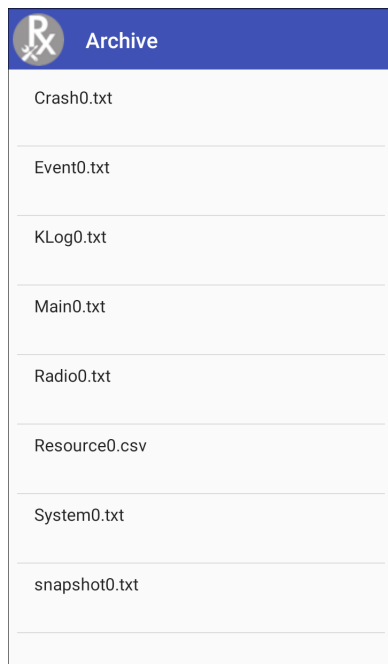 Rx
Archive
Crash0.txt
Event0.txt
KLog0.txt
Main0.txt
Radio0.txt
Resource0.csv
System0.txt
snapshot0.txt